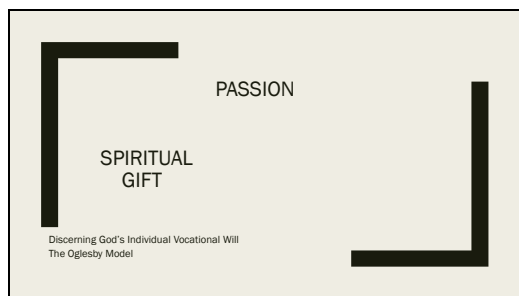 PASSION
SPIRITUAL
GIFT
Discerning God's Individual Vocational Will
The Oglesby Model